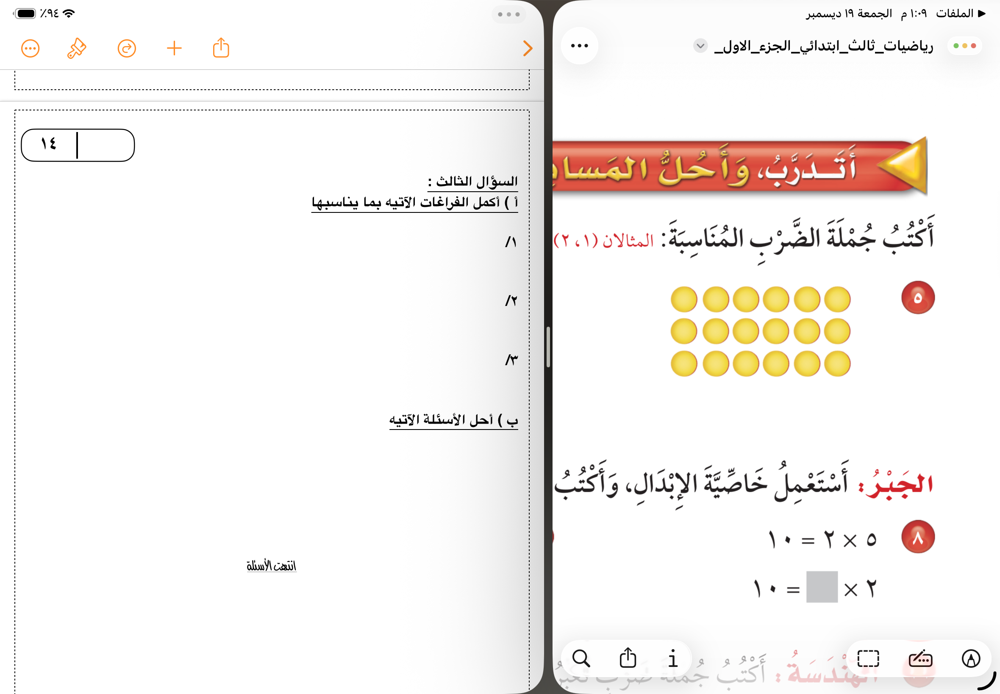 ◀ الملفات ١:٠٩ م الجمعة ١٩ ديسمبر
رياضيات_ثالث_ابتدائي_الجزء_الاول_
أَتَـدَرَّبُ، وَأَحُلُّ المَسا
أَكْتُبُ جُمْلَةَ الضَّرْبِ المُنَاسِبَةَ: المثالان (١، ٢)
٥
الجَبْرُ: أَسْتَعْمِلُ خَاصِّيَّةَ الإِبْدَالِ، وَأَكْتُبُ
٨
٥ × ٢ = ١٠
٢ × = ١٠
الهَنْدَسَةُ: أَكْتُبُ جُمْلَةَ ضَرْبٍ تُعَبِّرُ
٩٤٪
١٤
السؤال الثالث :
أ ) أكمل الفراغات الآتيه بما يناسبها
١/
٢/
٣/
ب ) أحل الأسئلة الآتيه
انتهت الأسئلة